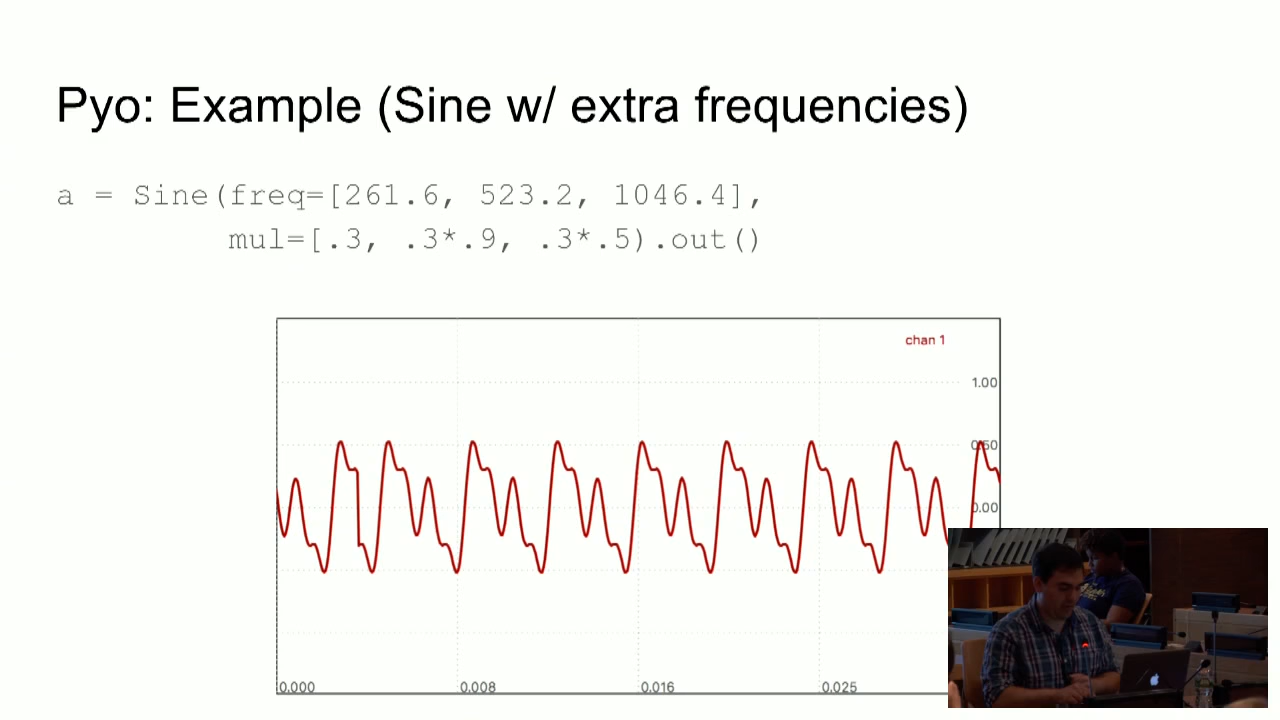 Pyo: Example (Sine w/ extra frequencies)
a = Sine(freq=[261.6, 523.2, 1046.4],
mul=[.3, .3*.9, .3*.5).out()
chan 1
1.00
0.50
0.00
0.000
0.008
0.016
0.025